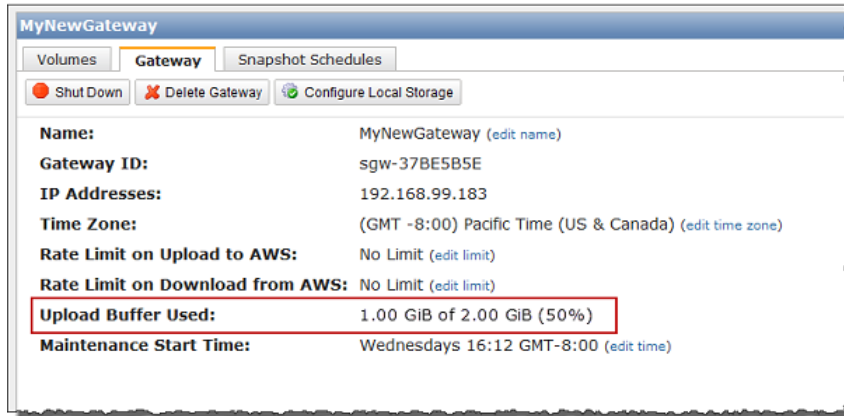 MyNewGateway
Volumes Gateway Snapshot Schedules
Shut Down Delete Gateway Configure Local Storage
Name: MyNewGateway (edit name)
Gateway ID: sgw-37BE5B5E
IP Addresses: 192.168.99.183
Time Zone: (GMT -8:00) Pacific Time (US & Canada) (edit time zone)
Rate Limit on Upload to AWS: No Limit (edit limit)
Rate Limit on Download from AWS: No Limit (edit limit)
Upload Buffer Used: 1.00 GiB of 2.00 GiB (50%)
Maintenance Start Time: Wednesdays 16:12 GMT-8:00 (edit time)